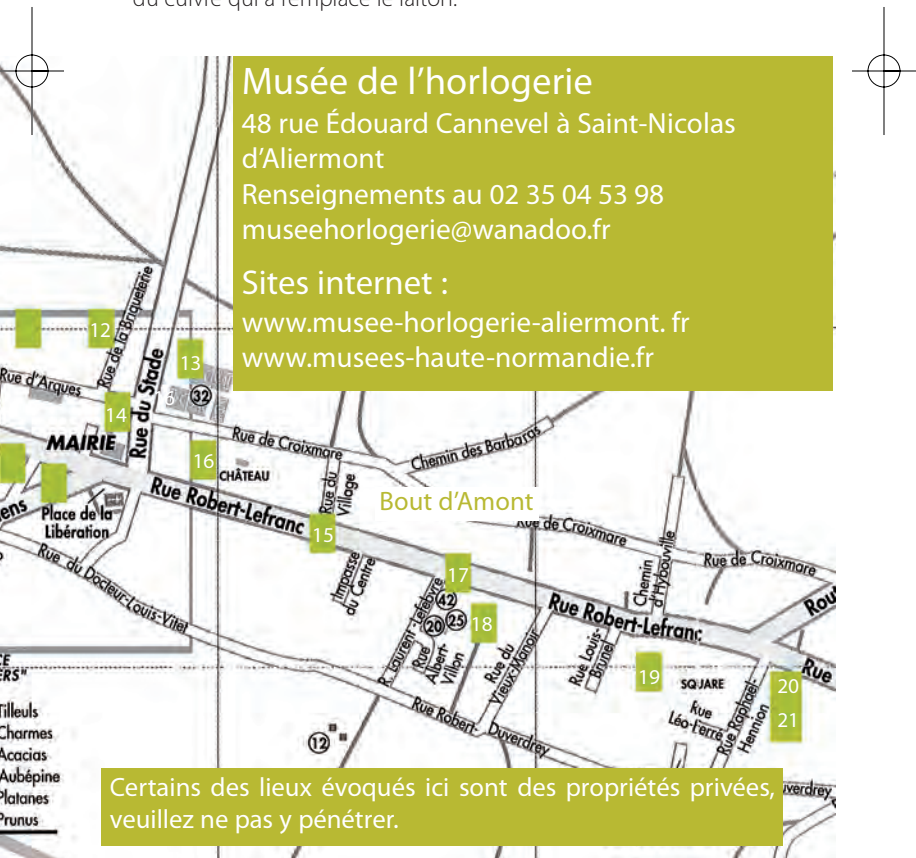 du cuivre qui a remplacé le laiton.
Musée de l’horlogerie
48 rue Édouard Cannevel à Saint-Nicolas
d’Aliermont
Renseignements au 02 35 04 53 98
museehorlogerie@wanadoo.fr
Sites internet :
www.musee-horlogerie-aliermont. fr
www.musees-haute-normandie.fr
12
Rue de la Briqueterie
13
Rue d'Arques
Rue du Stade
32
14
MAIRIE
16
CHÂTEAU
Rue de Croixmare
Chemin des Barbaras
Rue du
Village
Bout d’Amont
Place de la
Libération
Rue Robert-Lefranc
15
Rue de Croixmare
Rue de Croixmare
Rue du Docteur-Louis-Vitet
Impasse
du Centre
17
R. Laurent-Lefebvre
42
20
25
18
Rue
Albert-
Villon
Rue du
Vieux-Manoir
Rue Robert-Lefranc
Chemin
d'Hybouville
Rue Louis-
Brunel
19
SQUARE
Rue
Léo-Ferré
Rue Raphaël-
Hennion
Rue
20
21
Rue Robert-Duverdrey
12
Tilleuls
Charmes
Acacias
Aubépine
Platanes
Prunus
Certains des lieux évoqués ici sont des propriétés privées,
veuillez ne pas y pénétrer.